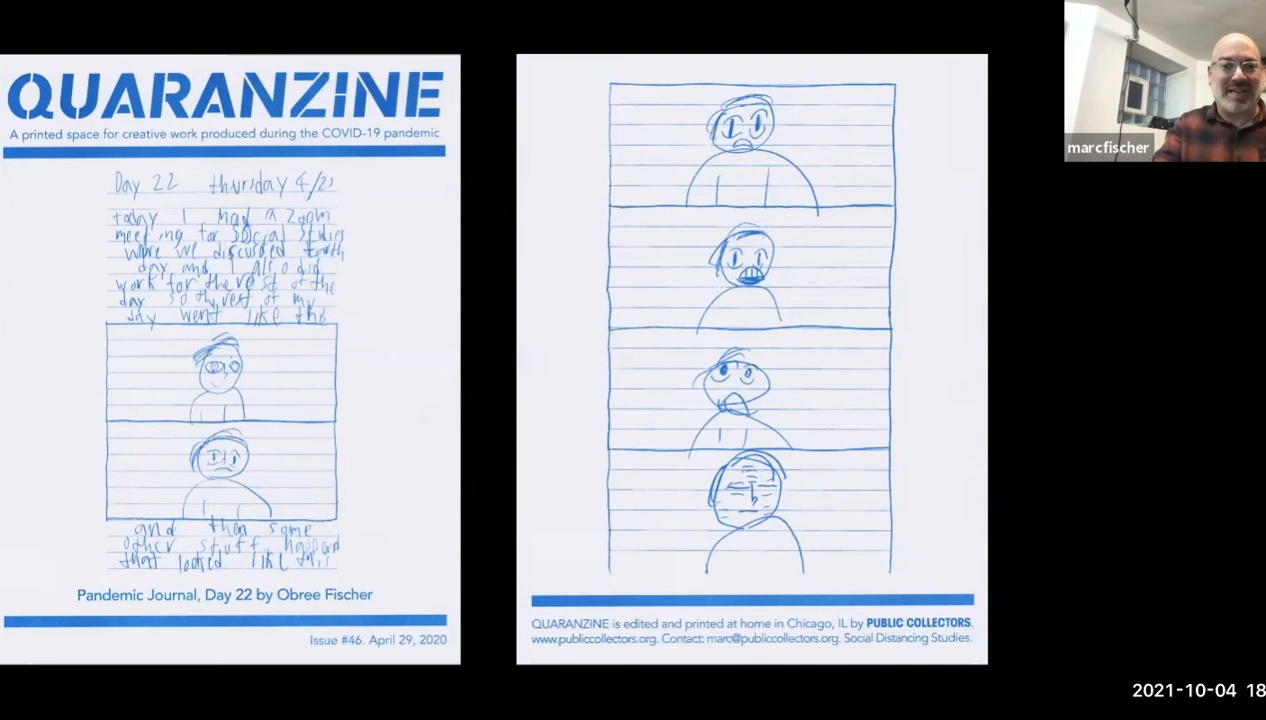 QUARANZiNE
A printed space for creative work produced during the COVID-19 pandemic
Day 22 thursday 4/23
today I had a zoom
meeting for social studies
where we discussed earth
day and I also did
work for the rest of the
day so the rest of my
day went like this
and then some
other stuff happend
that looked like this
Pandemic Journal, Day 22 by Obree Fischer
Issue #46. April 29, 2020
QUARANZiNE is edited and printed at home in Chicago, IL by PUBLIC COLLECTORS.
www.publiccollectors.org. Contact: marc@publiccollectors.org. Social Distancing Studies.
marcfischer
2021-10-04 18